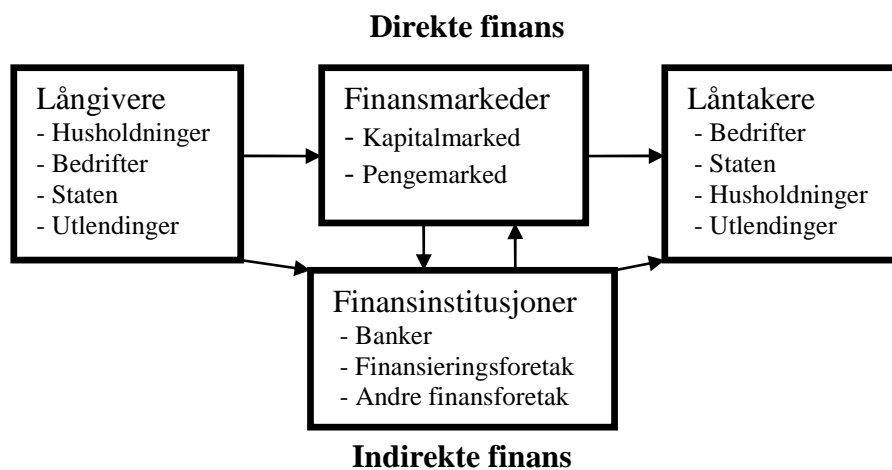 Direkte finans
Långivere
- Husholdninger
- Bedrifter
- Staten
- Utlendinger
Finansmarkeder
- Kapitalmarked
- Pengemarked
Låntakere
- Bedrifter
- Staten
- Husholdninger
- Utlendinger
Finansinstitusjoner
- Banker
- Finansieringsforetak
- Andre finansforetak
Indirekte finans